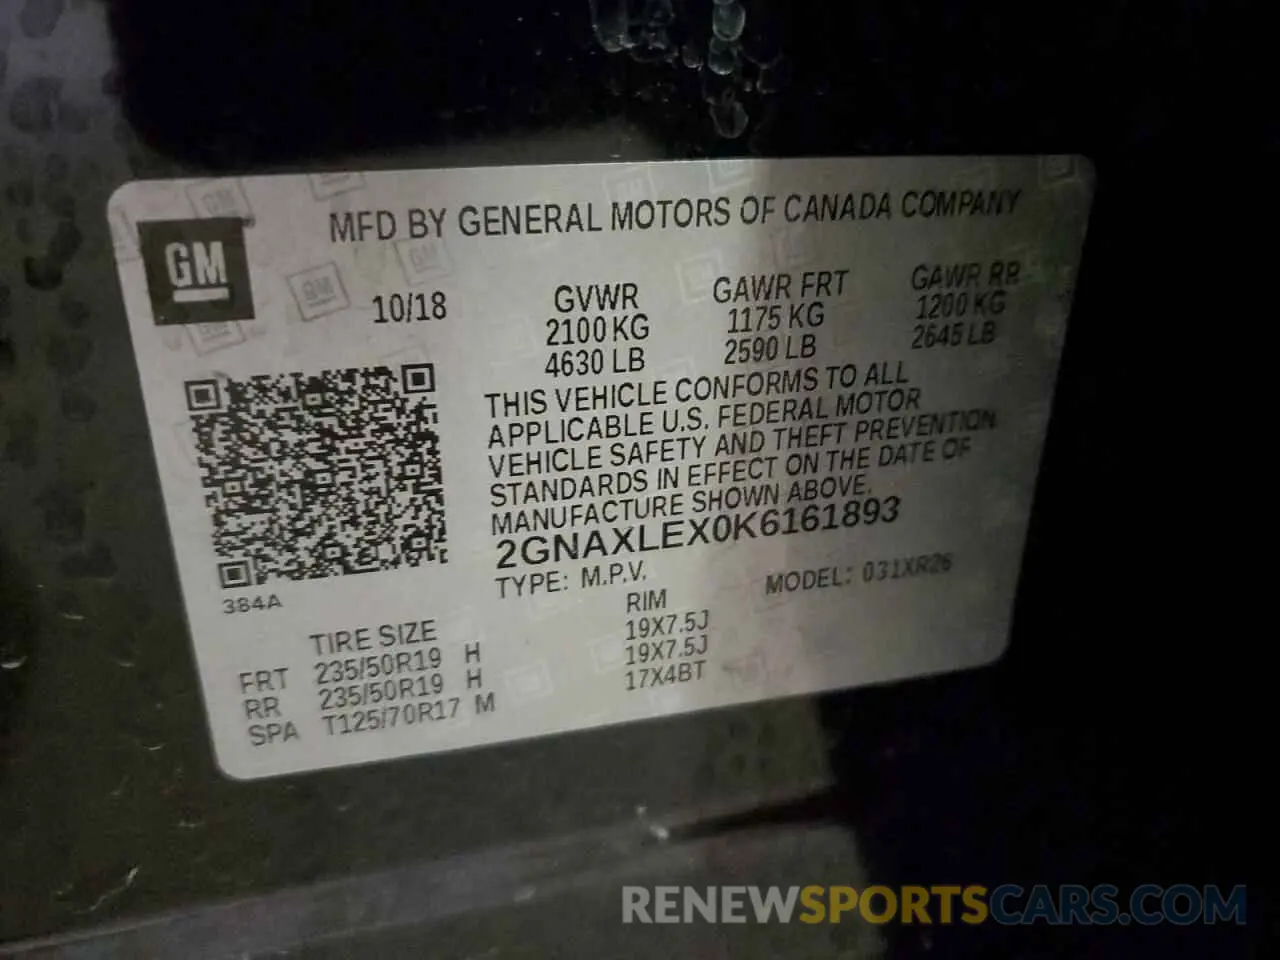 MFD BY GENERAL MOTORS OF CANADA COMPANY
GM
10/18
GVWR GAWR FRT GAWR RR
2100 KG 1175 KG 1200 KG
4630 LB 2590 LB 2645 LB
THIS VEHICLE CONFORMS TO ALL
APPLICABLE U.S. FEDERAL MOTOR
VEHICLE SAFETY AND THEFT PREVENTION
STANDARDS IN EFFECT ON THE DATE OF
MANUFACTURE SHOWN ABOVE.
2GNAXLEX0K6161893
TYPE: M.P.V. MODEL: 031XR26
384A
TIRE SIZE RIM
FRT 235/50R19 H 19X7.5J
RR 235/50R19 H 19X7.5J
SPA T125/70R17 M 17X4BT
RENEWSPORTSCARS.COM